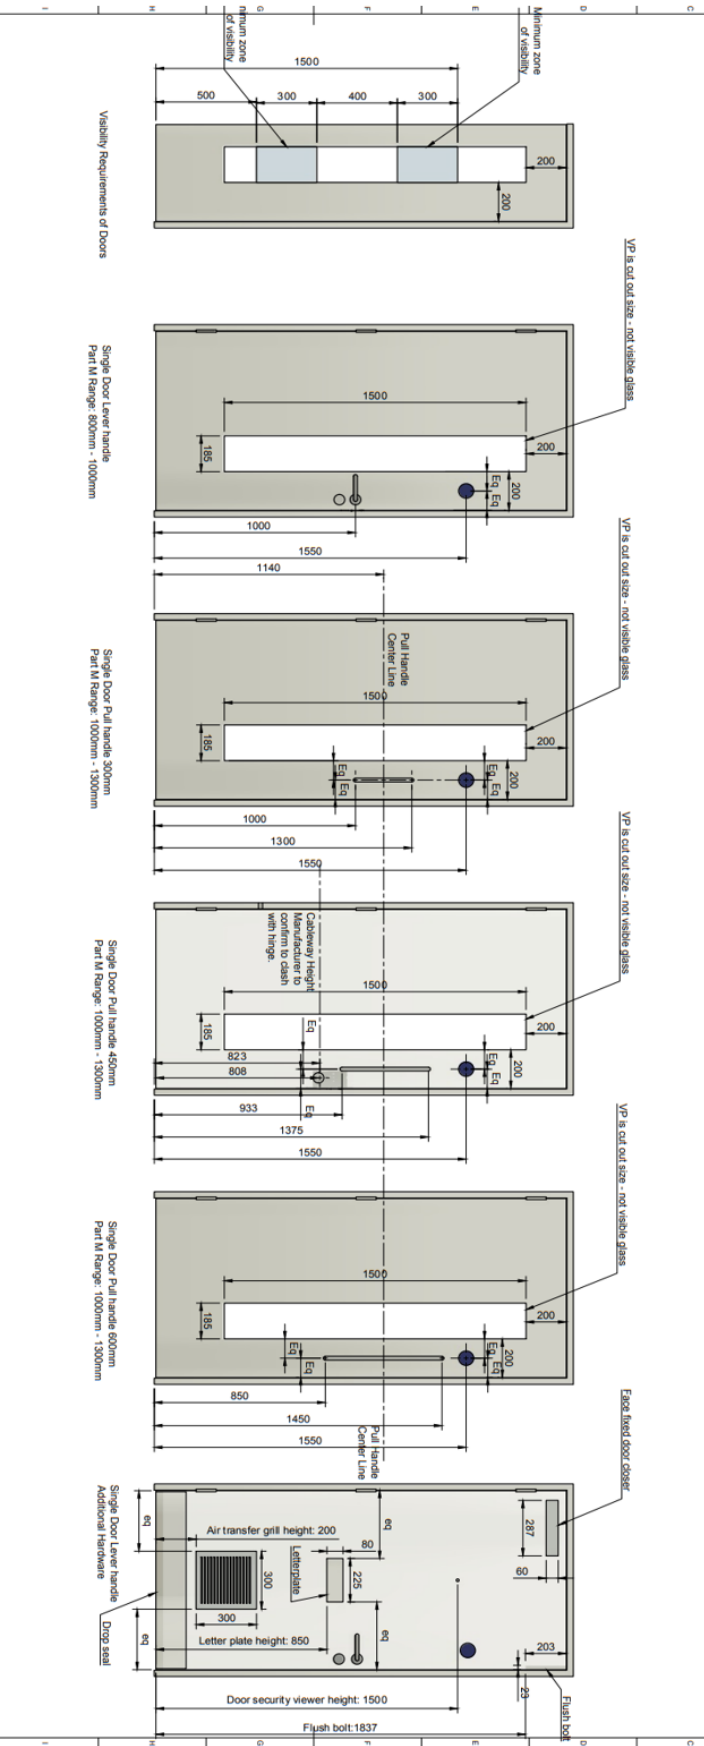 I
H
G
F
E
D
C
Minimum zone
of visibility
nimum zone
of visibility
1500
500
300
400
300
200
200
Visibility Requirements of Doors
VP is cut out size - not visible glass
1500
200
185
Eq
Eq
200
1000
1550
Single Door Lever handle
Part M Range: 800mm - 1000mm
VP is cut out size - not visible glass
1140
Pull Handle
Center Line
1500
200
185
Eq
Eq
Eq
Eq
200
1000
1300
1550
Single Door Pull handle 300mm
Part M Range: 1000mm - 1300mm
VP is cut out size - not visible glass
Cableway Height
Manufacturer to
confirm to clash
with hinge.
1500
200
185
Eq
Eq
Eq
Eq
200
823
808
933
1375
1550
Single Door Pull handle 450mm
Part M Range: 1000mm - 1300mm
VP is cut out size - not visible glass
1500
200
185
Eq
Eq
Eq
Eq
200
850
1450
1550
Pull Handle
Center Line
Single Door Pull handle 600mm
Part M Range: 1000mm - 1300mm
Face fixed door closer
287
60
eq
eq
Air transfer grill height: 200
80
225
Letterplate
300
300
Letter plate height: 850
eq
eq
203
23
Flush bolt
Door security viewer height: 1500
Flush bolt:1837
Single Door Lever handle
Additional Hardware
Drop seal
I
H
G
F
E
D
C